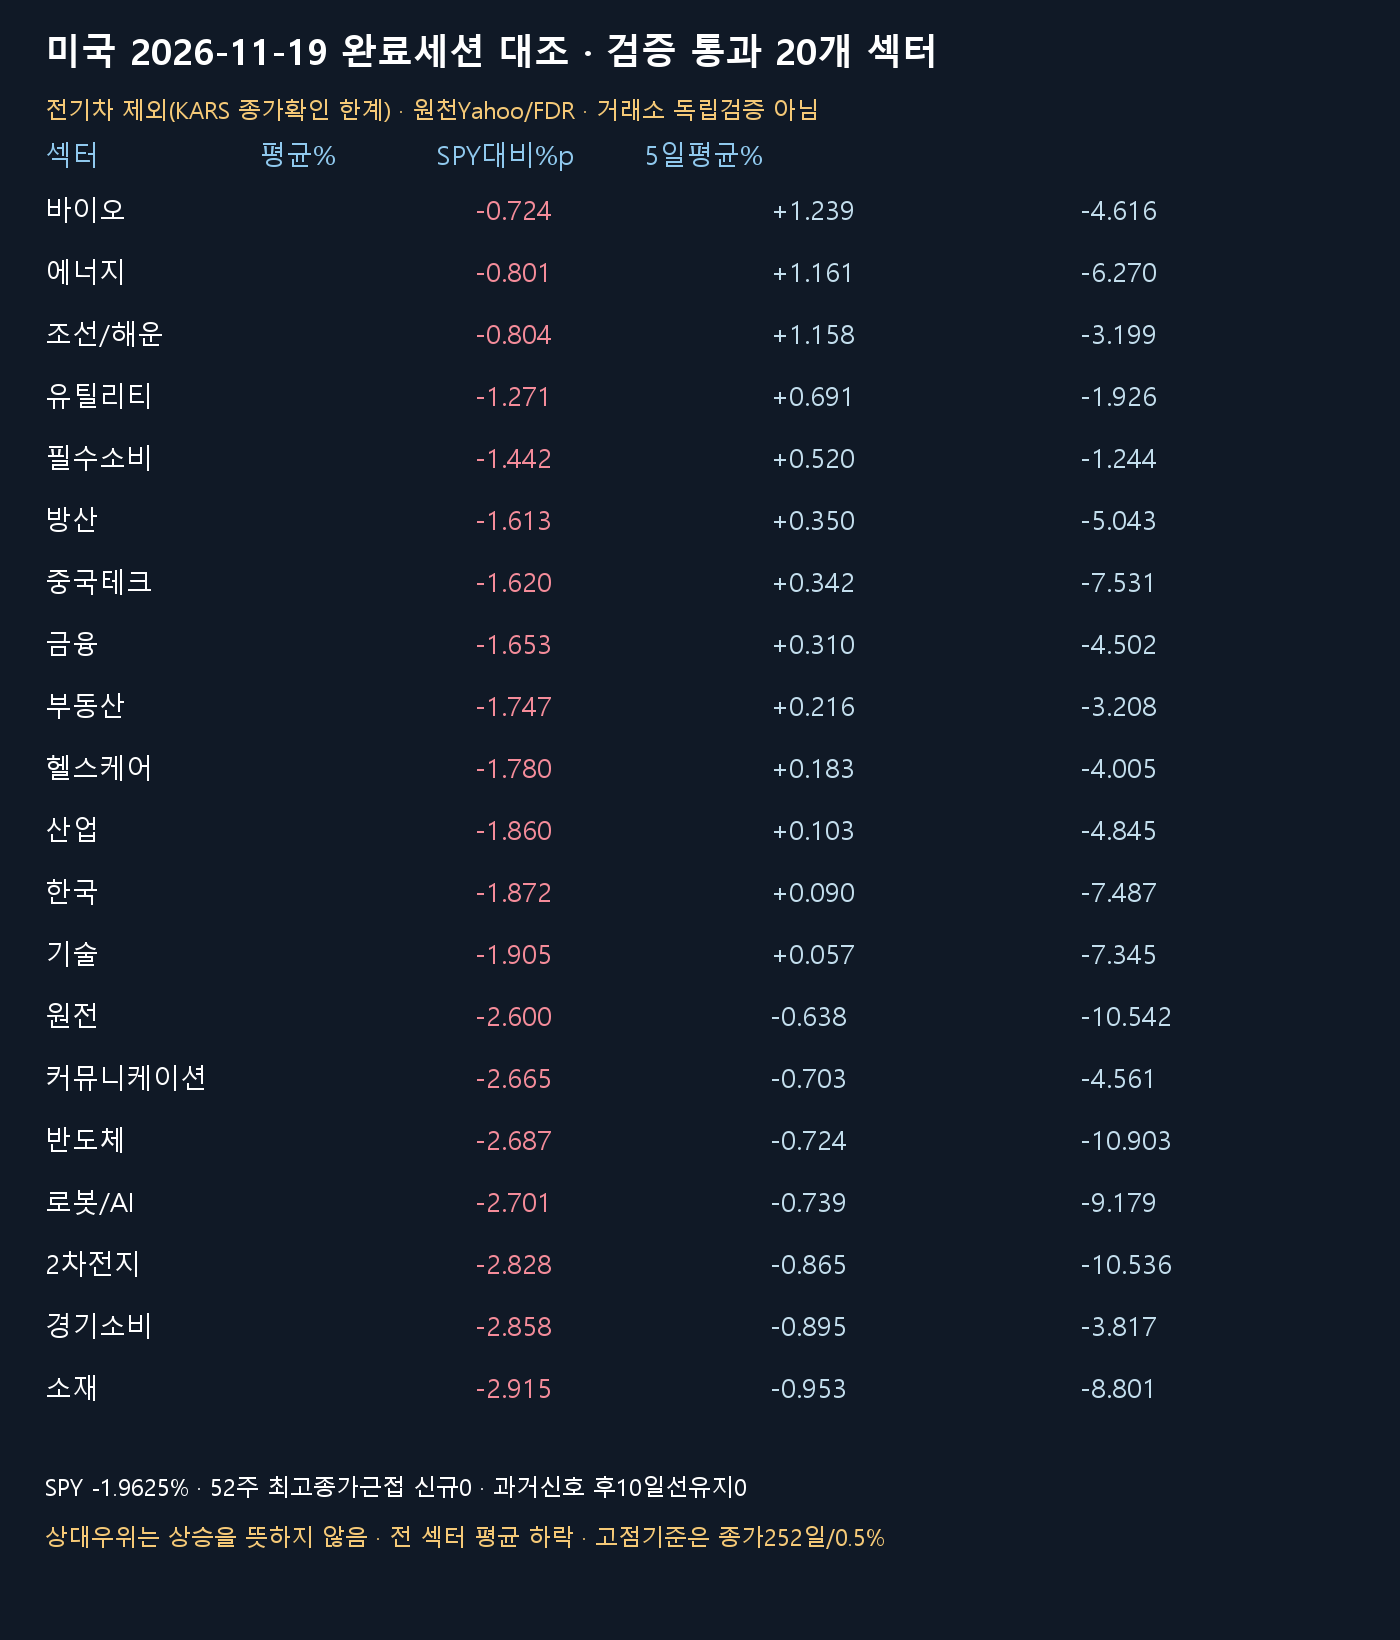 미국 2026-11-19 완료세션 대조 · 검증 통과 20개 섹터
전기차 제외(KARS 종가확인 한계) · 원천Yahoo/FDR · 거래소 독립검증 아님
섹터 평균% SPY대비%p 5일평균%
바이오 -0.724 +1.239 -4.616
에너지 -0.801 +1.161 -6.270
조선/해운 -0.804 +1.158 -3.199
유틸리티 -1.271 +0.691 -1.926
필수소비 -1.442 +0.520 -1.244
방산 -1.613 +0.350 -5.043
중국테크 -1.620 +0.342 -7.531
금융 -1.653 +0.310 -4.502
부동산 -1.747 +0.216 -3.208
헬스케어 -1.780 +0.183 -4.005
산업 -1.860 +0.103 -4.845
한국 -1.872 +0.090 -7.487
기술 -1.905 +0.057 -7.345
원전 -2.600 -0.638 -10.542
커뮤니케이션 -2.665 -0.703 -4.561
반도체 -2.687 -0.724 -10.903
로봇/AI -2.701 -0.739 -9.179
2차전지 -2.828 -0.865 -10.536
경기소비 -2.858 -0.895 -3.817
소재 -2.915 -0.953 -8.801
SPY -1.9625% · 52주 최고종가근접 신규0 · 과거신호 후10일선유지0
상대우위는 상승을 뜻하지 않음 · 전 섹터 평균 하락 · 고점기준은 종가252일/0.5%